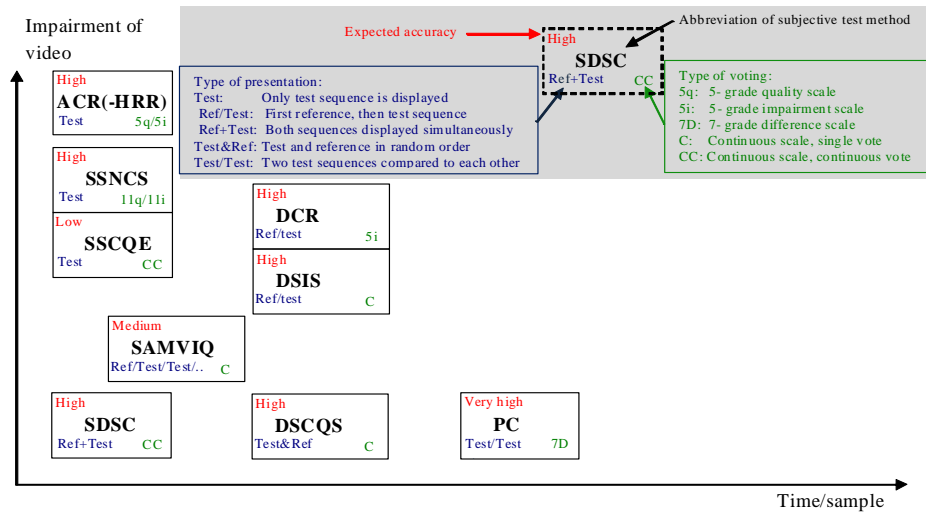 Impairment of
video
Expected accuracy
Abbreviation of subjective test method
High
SDSC
Ref+Test CC
Type of presentation:
Test: Only test sequence is displayed
Ref/Test: First reference, then test sequence
Ref+Test: Both sequences displayed simultaneously
Test&Ref: Test and reference in random order
Test/Test: Two test sequences compared to each other
Type of voting:
5q: 5- grade quality scale
5i: 5- grade impairment scale
7D: 7- grade difference scale
C: Continuous scale, single vote
CC: Continuous scale, continuous vote
High
ACR(-HRR)
Test 5q/5i
High
SSNCS
Test 11q/11i
Low
SSCQE
Test CC
High
DCR
Ref/test 5i
High
DSIS
Ref/test C
Medium
SAMVIQ
Ref/Test/Test/.. C
High
SDSC
Ref+Test CC
High
DSCQS
Test&Ref C
Very high
PC
Test/Test 7D
Time/sample